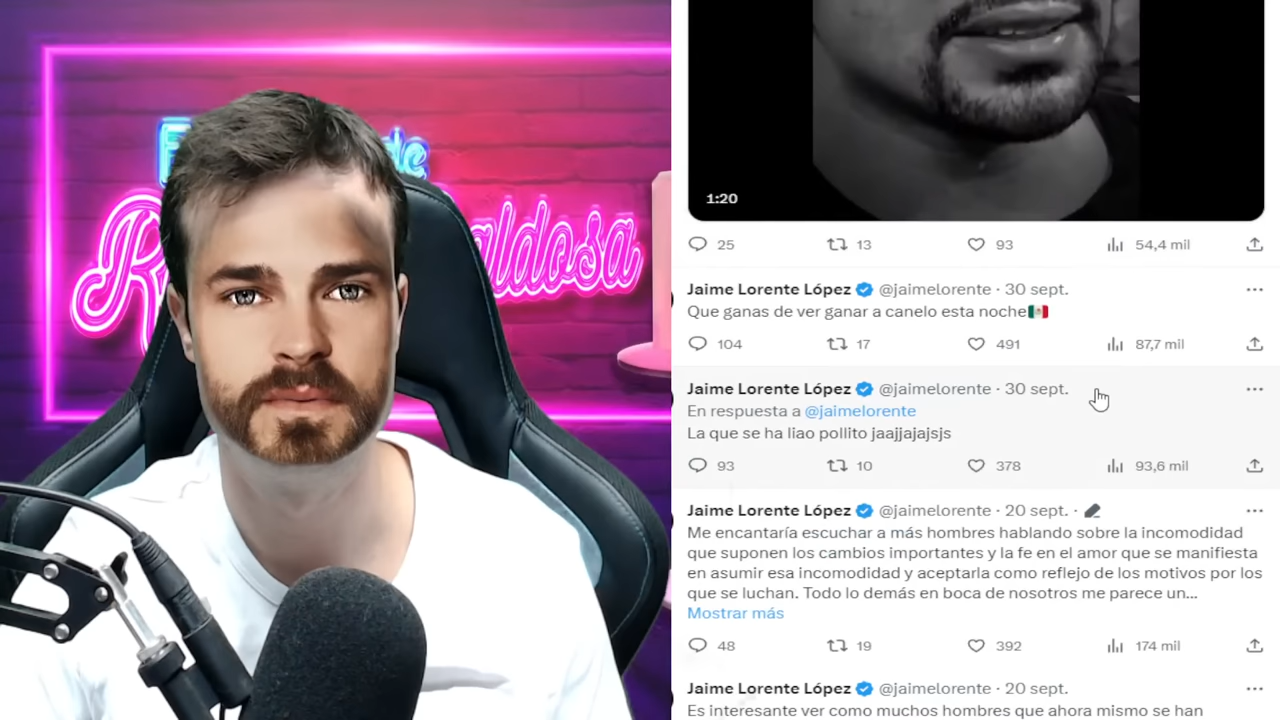 de
aldosa
1:20
25 13 93 54,4 mil
Jaime Lorente López @jaimelorente · 30 sept.
Que ganas de ver ganar a canelo esta noche🇲🇽
104 17 491 87,7 mil
Jaime Lorente López @jaimelorente · 30 sept.
En respuesta a @jaimelorente
La que se ha liao pollito jaajjajajsjs
93 10 378 93,6 mil
Jaime Lorente López @jaimelorente · 20 sept. ·
Me encantaría escuchar a más hombres hablando sobre la incomodidad
que suponen los cambios importantes y la fe en el amor que se manifiesta
en asumir esa incomodidad y aceptarla como reflejo de los motivos por los
que se luchan. Todo lo demás en boca de nosotros me parece un...
Mostrar más
48 19 392 174 mil
Jaime Lorente López @jaimelorente · 20 sept.
Es interesante ver como muchos hombres que ahora mismo se han